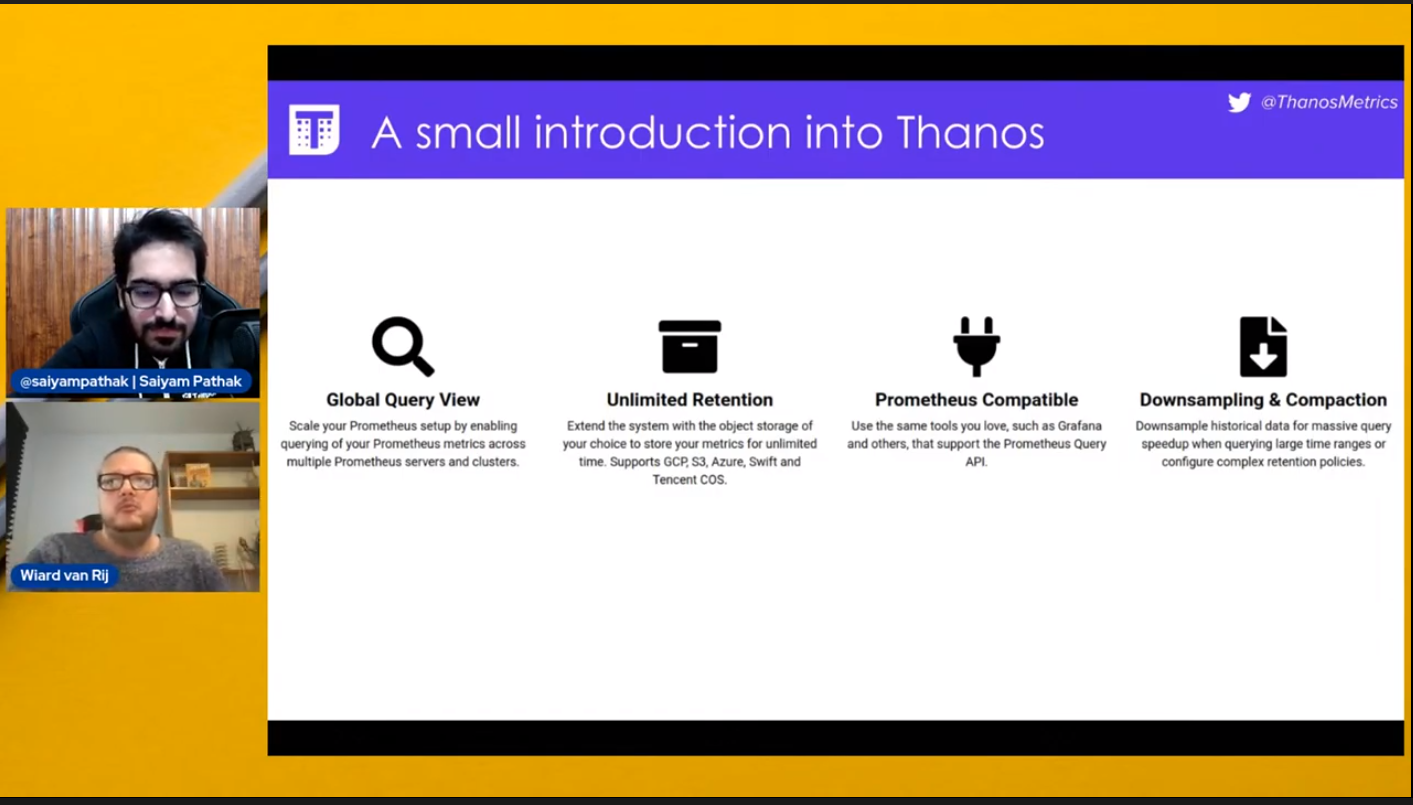 @ThanosMetrics
A small introduction into Thanos
@saiyampathak | Saiyam Pathak
Wiard van Rij
Global Query View
Scale your Prometheus setup by enabling
querying of your Prometheus metrics across
multiple Prometheus servers and clusters.
Unlimited Retention
Extend the system with the object storage of
your choice to store your metrics for unlimited
time. Supports GCP, S3, Azure, Swift and
Tencent COS.
Prometheus Compatible
Use the same tools you love, such as Grafana
and others, that support the Prometheus Query
API.
Downsampling & Compaction
Downsample historical data for massive query
speedup when querying large time ranges or
configure complex retention policies.